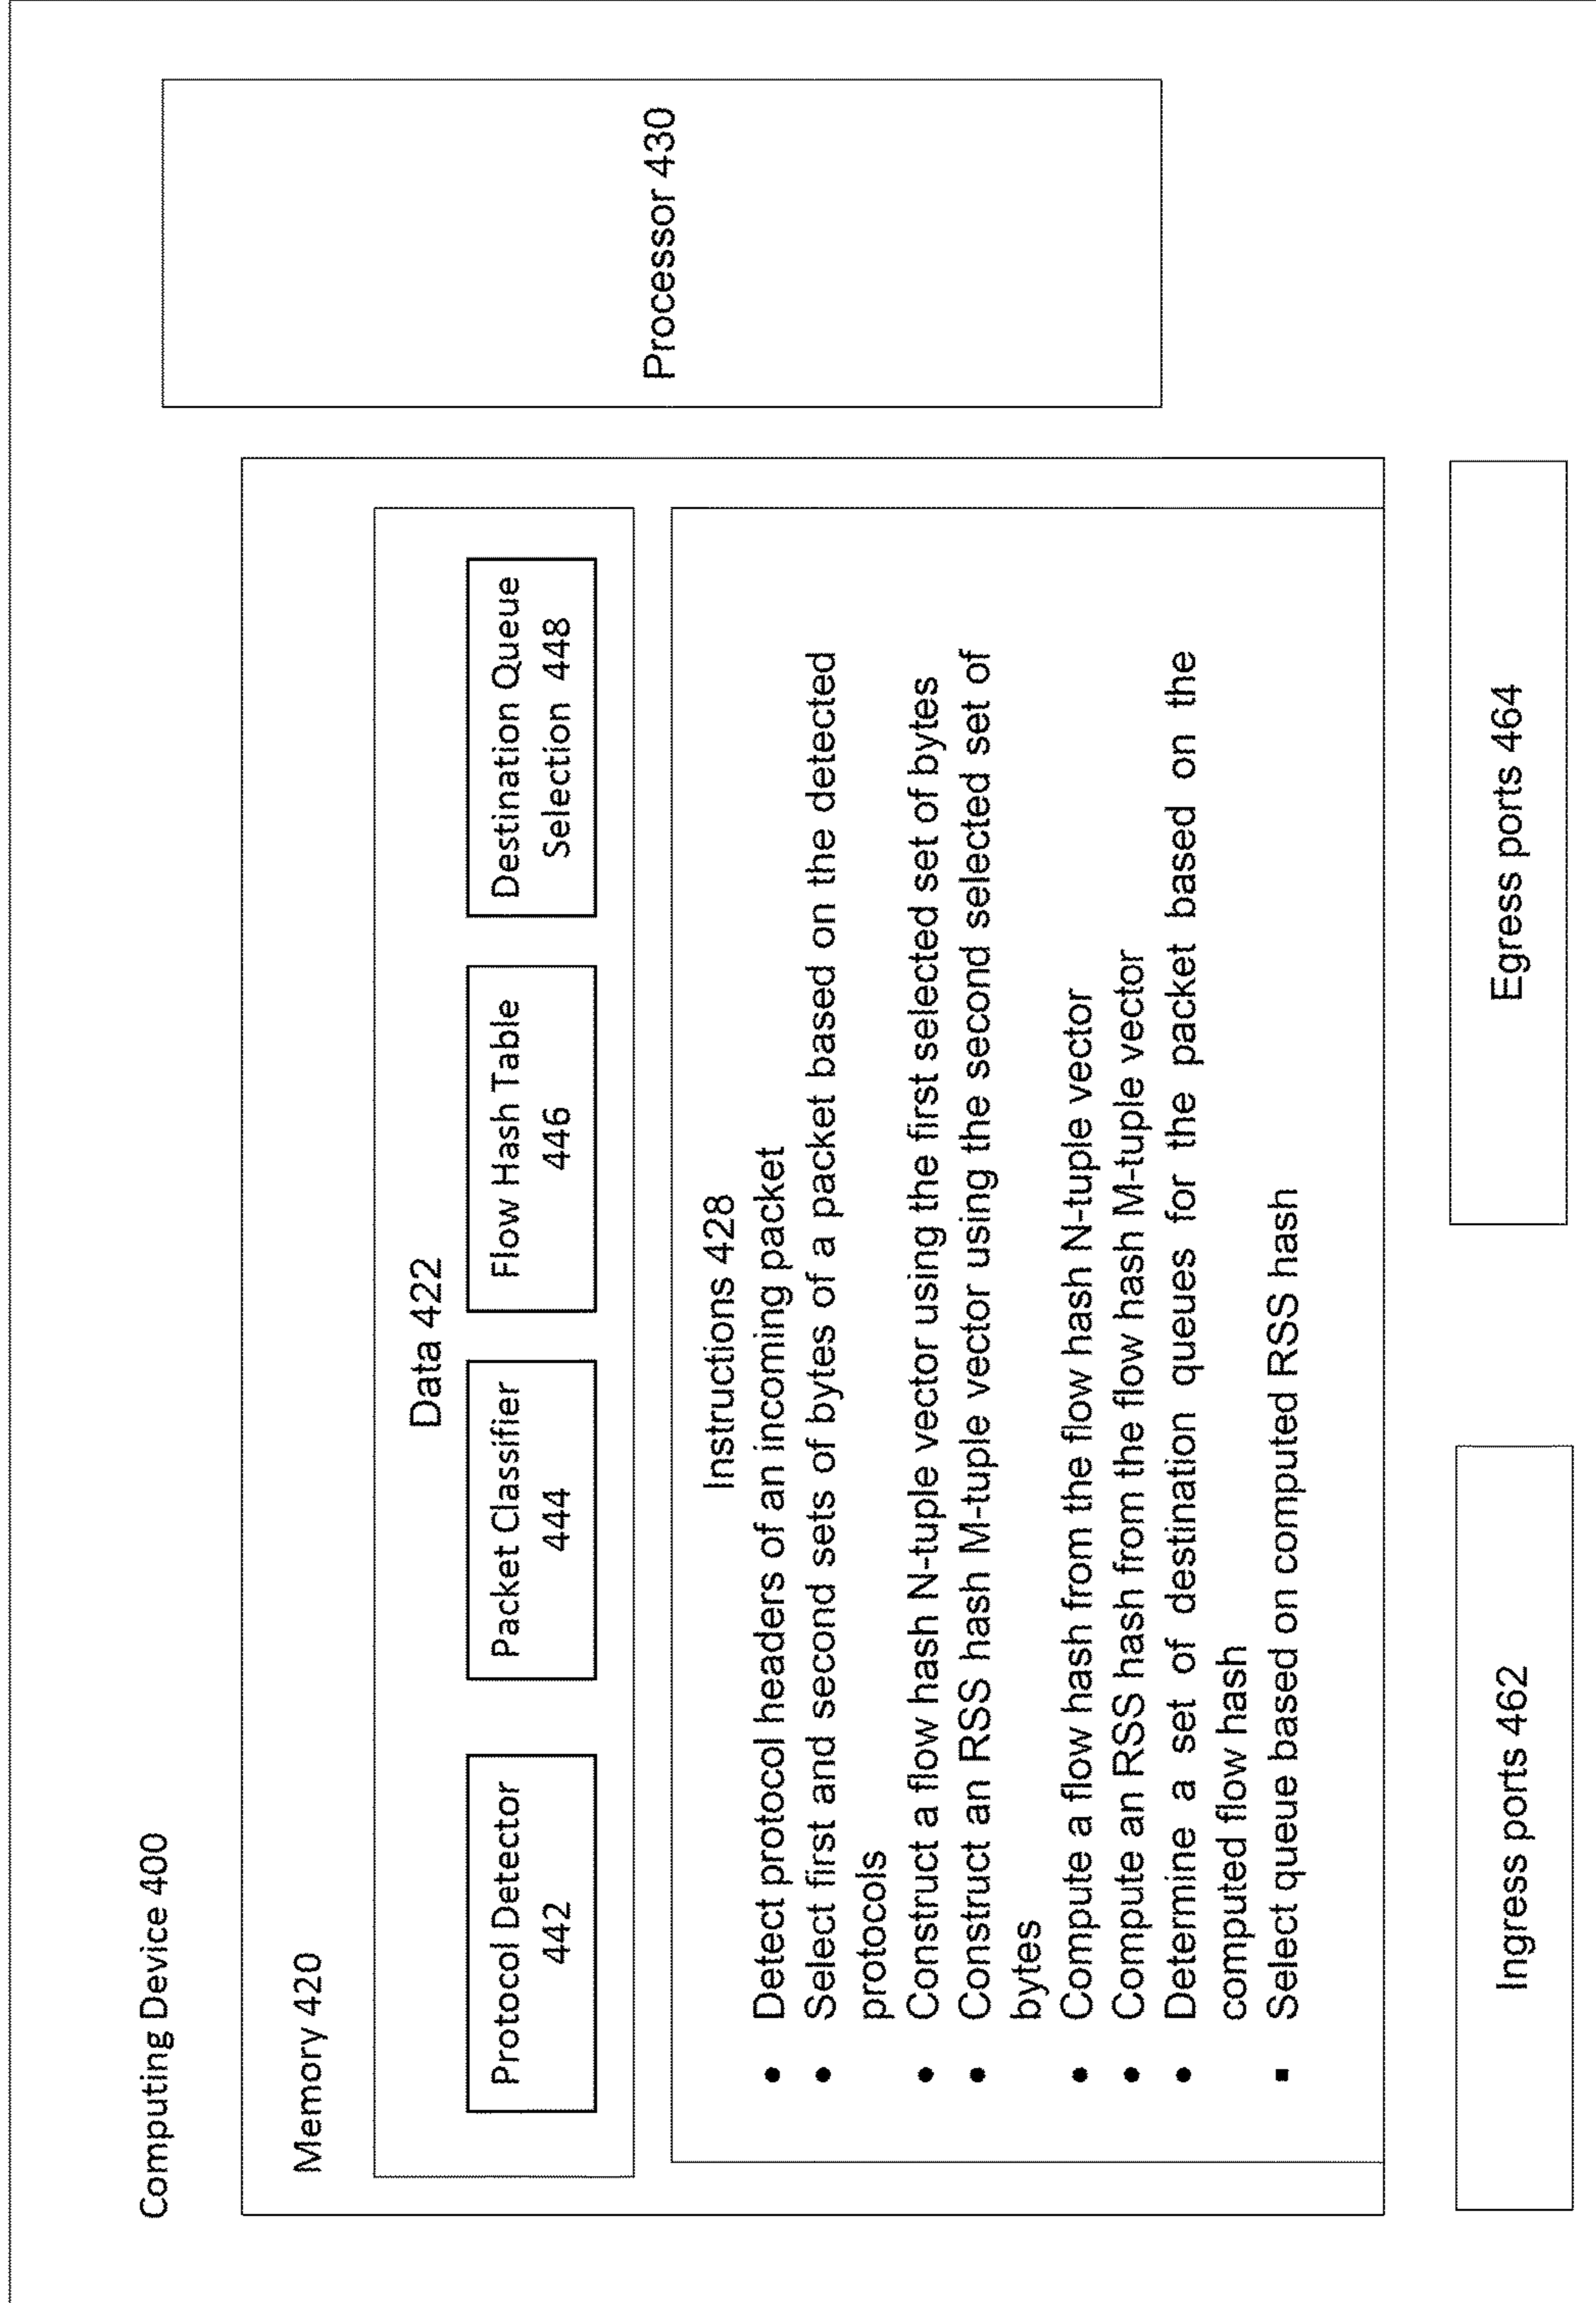 Computing Device 400
Memory 420
Data 422
Protocol Detector
442
Packet Classifier
444
Flow Hash Table
446
Destination Queue
Selection 448
Instructions 428
• Detect protocol headers of an incoming packet
• Select first and second sets of bytes of a packet based on the detected
protocols
• Construct a flow hash N-tuple vector using the first selected set of bytes
• Construct an RSS hash M-tuple vector using the second selected set of
bytes
• Compute a flow hash from the flow hash N-tuple vector
• Compute an RSS hash from the flow hash M-tuple vector
• Determine a set of destination queues for the packet based on the
computed flow hash
▪ Select queue based on computed RSS hash
Processor 430
Ingress ports 462
Egress ports 464